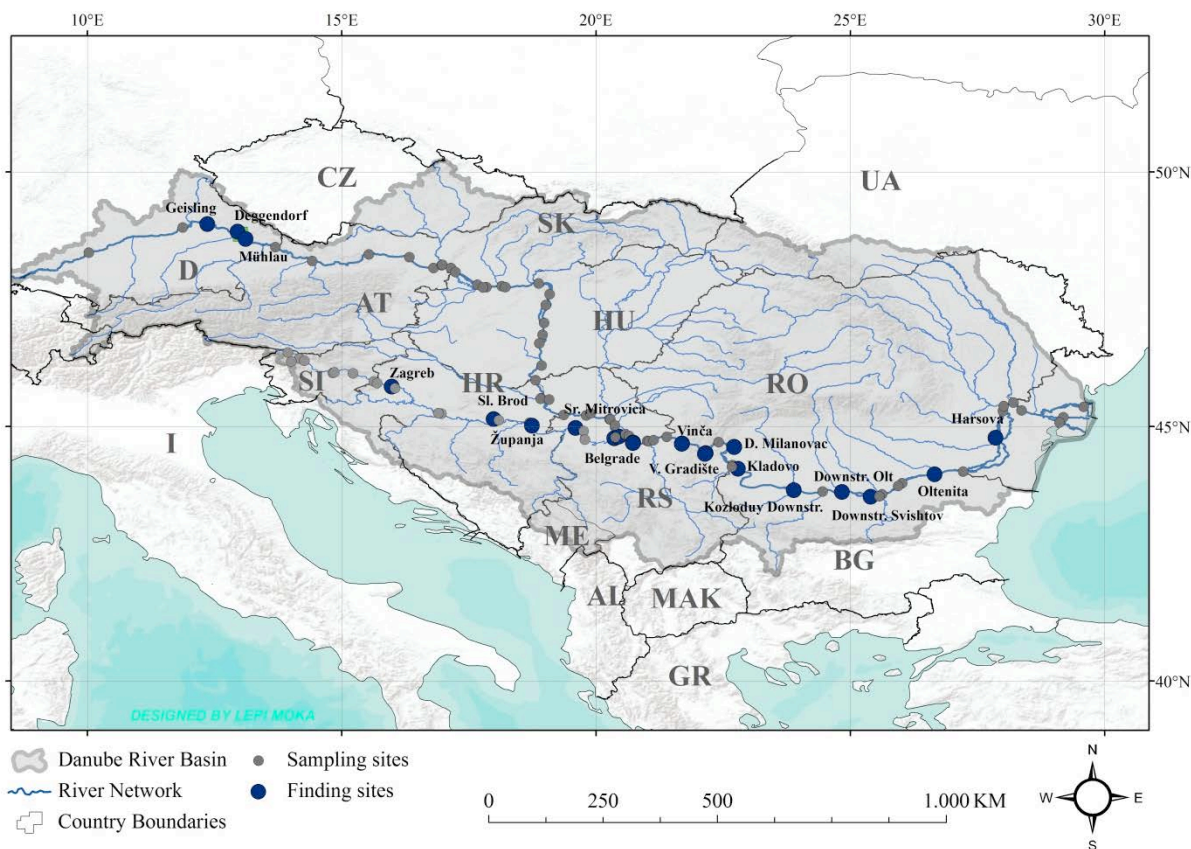 10°E 15°E 20°E 25°E 30°E
50°N
CZ
UA
Geisling
Deggendorf
SK
Mühlau
D
AT
HU
Zagreb
SI
HR
RO
Sl. Brod
Sr. Mitrovica
Harsova
45°N
Vinča
D. Milanovac
Županja
I
Belgrade
Kladovo
V. Gradište
Downstr. Olt
Oltenita
RS
Kozloduy Downstr.
Downstr. Svishtov
ME
BG
AL
MAK
GR
40°N
DESIGNED BY LEPI MOKA
Danube River Basin
Sampling sites
River Network
Finding sites
Country Boundaries
0 250 500 1.000 KM
N
W E
S